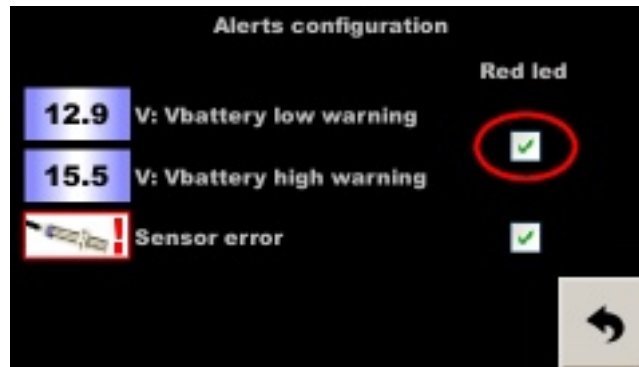 Alerts configuration
Red led
12.9 V: Vbattery low warning
15.5 V: Vbattery high warning
! Sensor error